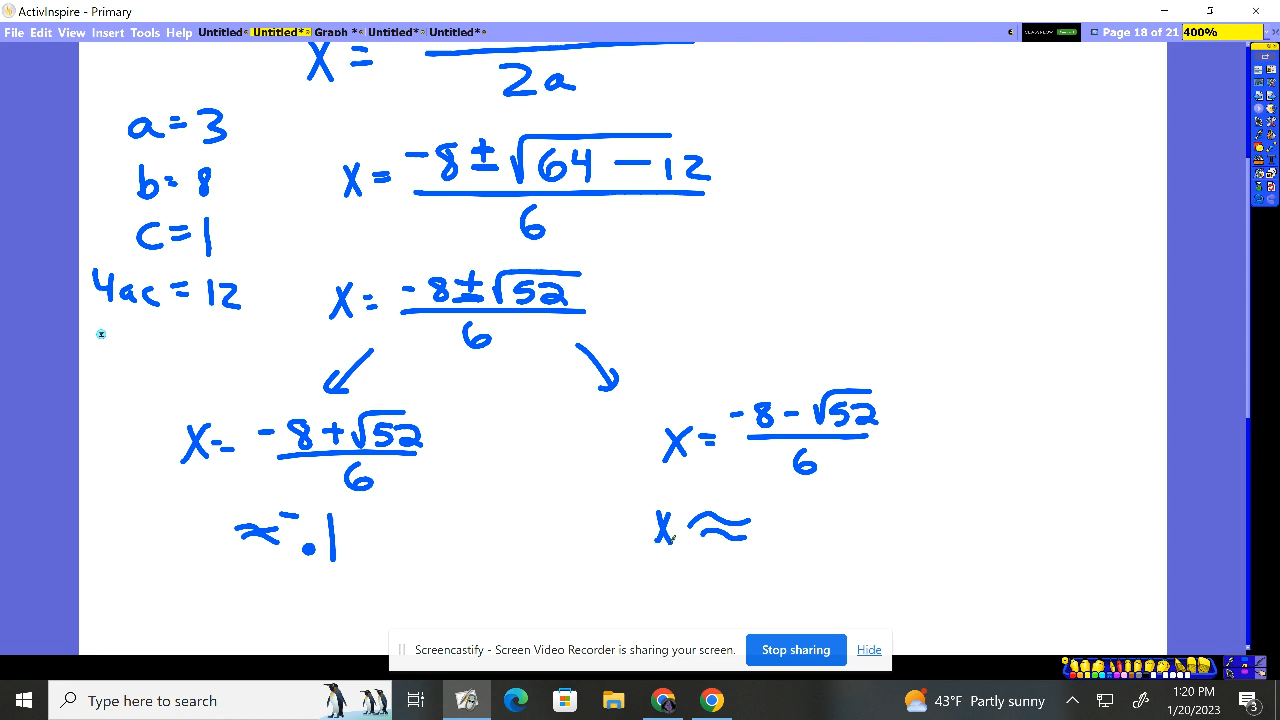 ActivInspire - Primary
File Edit View Insert Tools Help Untitled* Untitled* Graph * Untitled* Untitled* Page 18 of 21 400%
X =
2a
a = 3
b = 8
c = 1
4ac = 12
X = -8 ± √64 - 12
6
X = -8 ± √52
6
X = -8 + √52
6
≈ -.1
X = -8 - √52
6
X ≈
Screencastify - Screen Video Recorder is sharing your screen. Stop sharing Hide
Type here to search
43°F Partly sunny
1:20 PM
1/20/2023
3